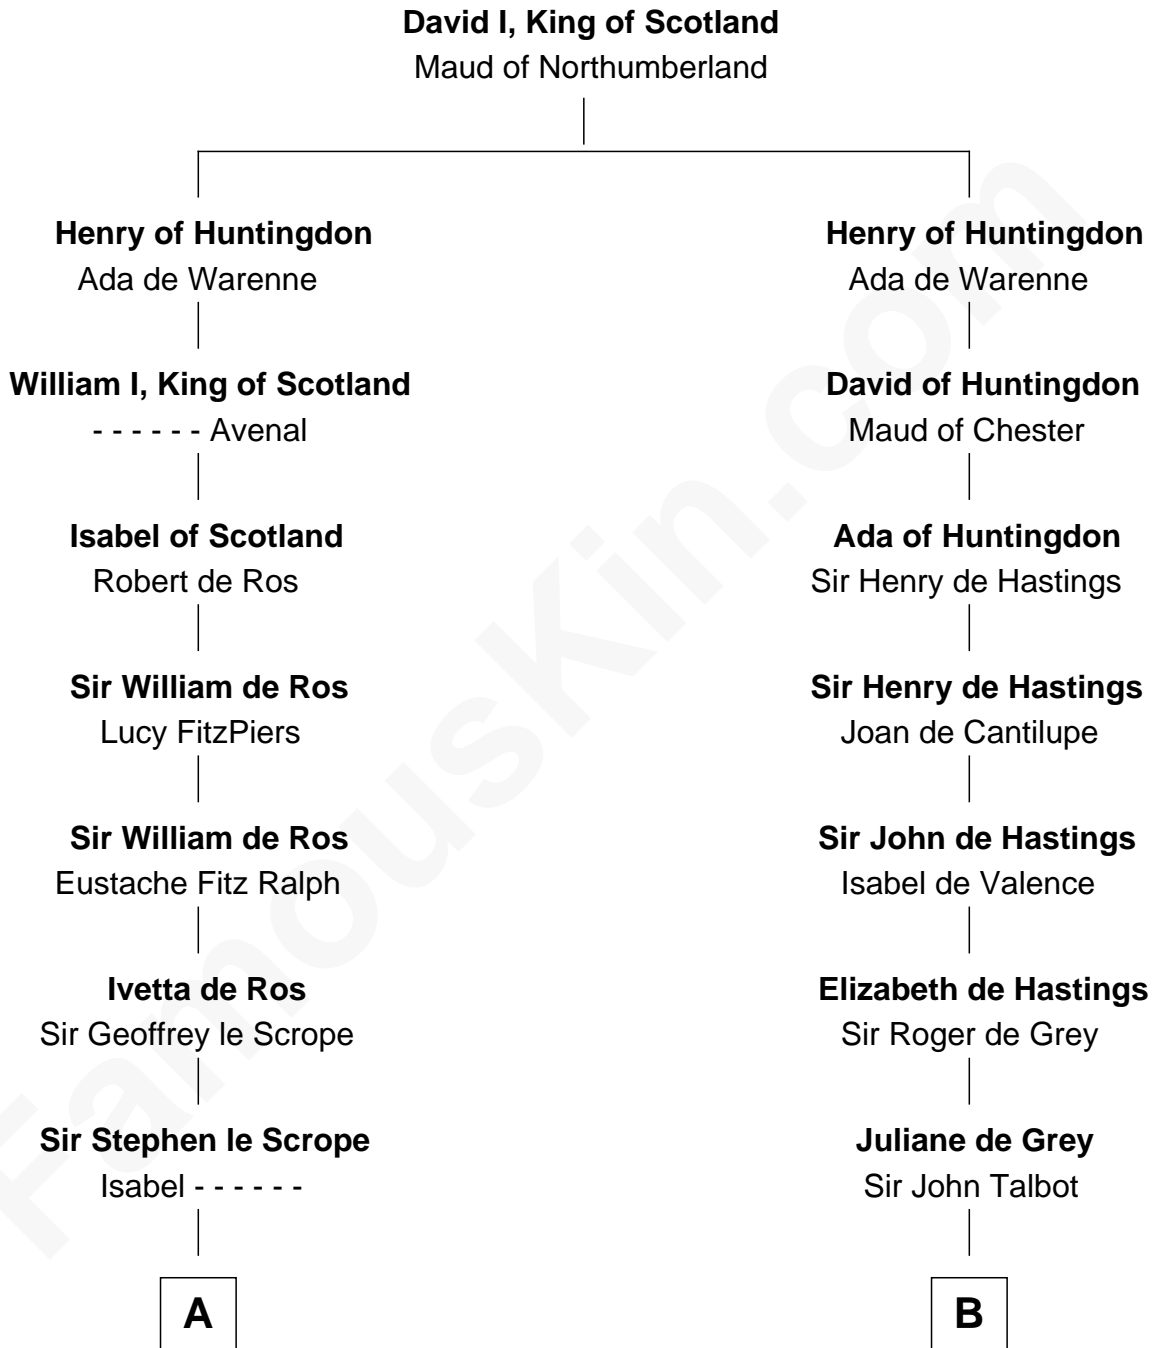 David I, King of Scotland
Maud of Northumberland
Henry of Huntingdon
Ada de Warenne
William I, King of Scotland
- - - - - - Avenal
Isabel of Scotland
Robert de Ros
Sir William de Ros
Lucy FitzPiers
Sir William de Ros
Eustache Fitz Ralph
Ivetta de Ros
Sir Geoffrey le Scrope
Sir Stephen le Scrope
Isabel - - - - - -
A
Henry of Huntingdon
Ada de Warenne
David of Huntingdon
Maud of Chester
Ada of Huntingdon
Sir Henry de Hastings
Sir Henry de Hastings
Joan de Cantilupe
Sir John de Hastings
Isabel de Valence
Elizabeth de Hastings
Sir Roger de Grey
Juliane de Grey
Sir John Talbot
B
FamousKin.com